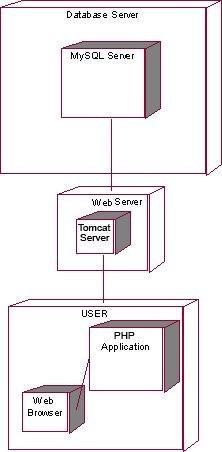 Database Server
MySQL Server
Web Server
Tomcat
Server
USER
PHP
Application
Web
Browser